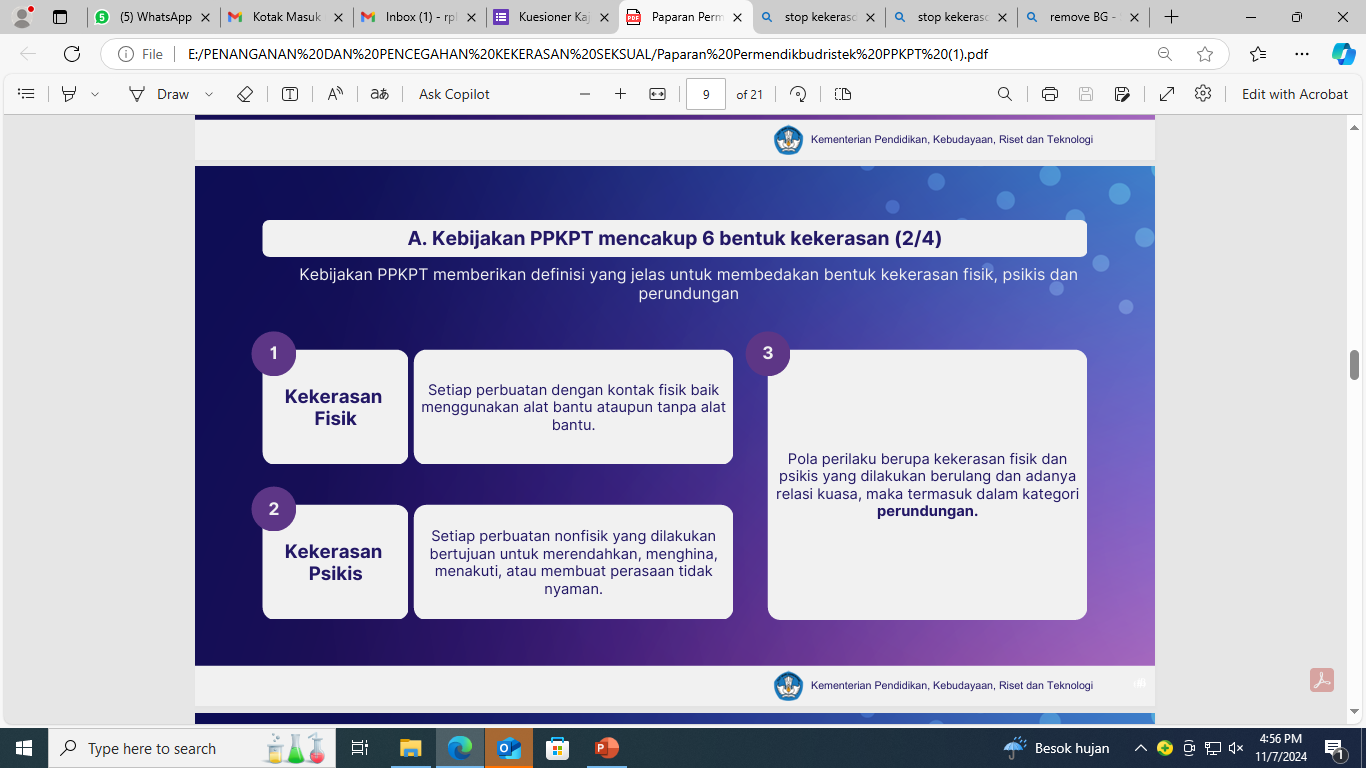 (5) WhatsApp
Kotak Masuk
Inbox (1) - rpl
Kuesioner Kaj
Paparan Perm
stop kekeraso
stop kekeraso
remove BG -
File
E:/PENANGANAN%20DAN%20PENCEGAHAN%20KEKERASAN%20SEKSUAL/Paparan%20Permendikbudristek%20PPKPT%20(1).pdf
Draw
Ask Copilot
9
of 21
Edit with Acrobat
Kementerian Pendidikan, Kebudayaan, Riset dan Teknologi
A. Kebijakan PPKPT mencakup 6 bentuk kekerasan (2/4)
Kebijakan PPKPT memberikan definisi yang jelas untuk membedakan bentuk kekerasan fisik, psikis dan
perundungan
1
Kekerasan
Fisik
Setiap perbuatan dengan kontak fisik baik
menggunakan alat bantu ataupun tanpa alat
bantu.
2
Kekerasan
Psikis
Setiap perbuatan nonfisik yang dilakukan
bertujuan untuk merendahkan, menghina,
menakuti, atau membuat perasaan tidak
nyaman.
3
Pola perilaku berupa kekerasan fisik dan
psikis yang dilakukan berulang dan adanya
relasi kuasa, maka termasuk dalam kategori
perundungan.
Kementerian Pendidikan, Kebudayaan, Riset dan Teknologi
Type here to search
Besok hujan
4:56 PM
11/7/2024
1